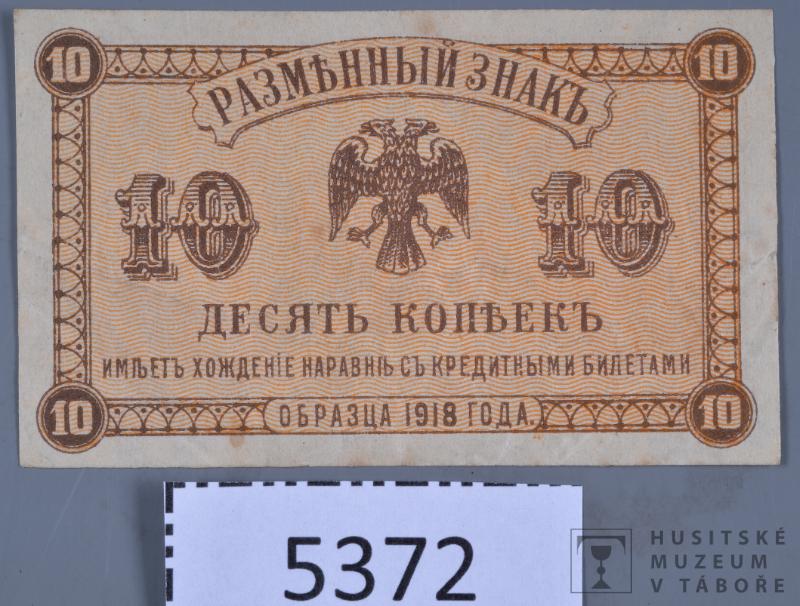 10 10
РАЗМѢННЫЙ ЗНАКЪ
10 10
ДЕСЯТЬ КОПѢЕКЪ
ИМѢЕТЪ ХОЖДЕНІЕ НАРАВНѢ СЪ КРЕДИТНЫМИ БИЛЕТАМИ
10 ОБРАЗЦА 1918 ГОДА. 10
5372
HUSITSKÉ
MUZEUM
V TÁBOŘE